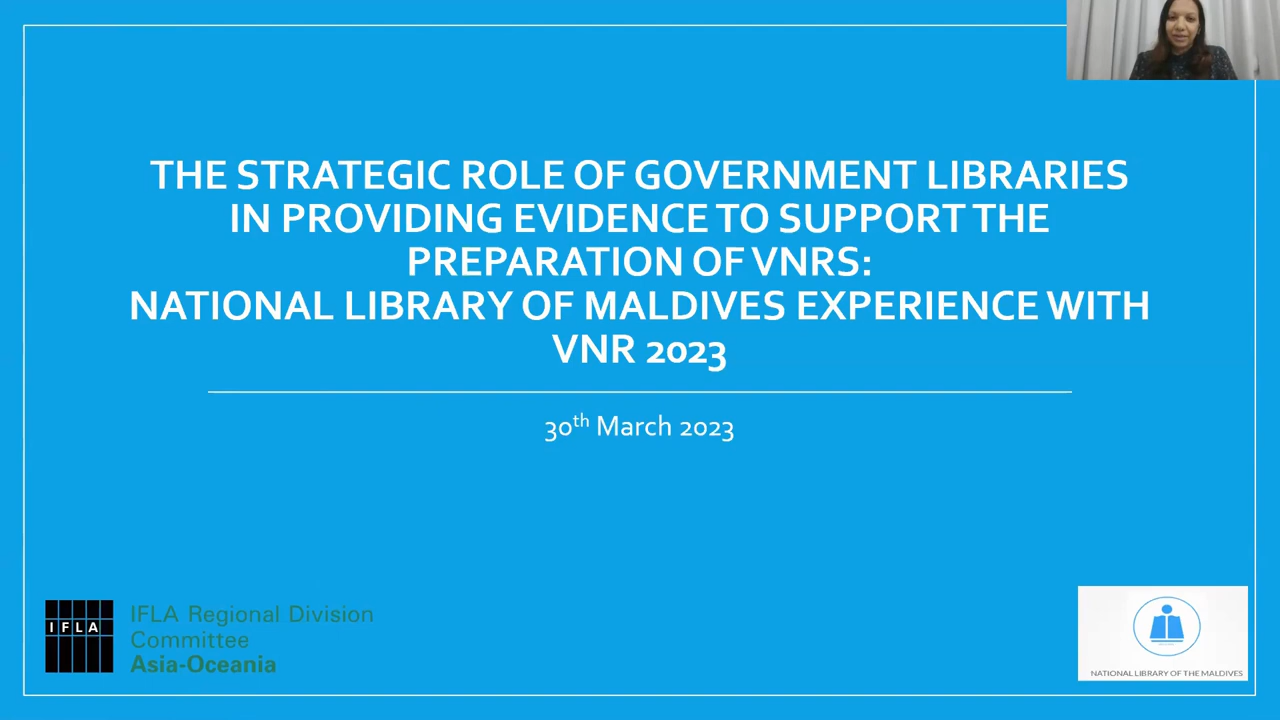 THE STRATEGIC ROLE OF GOVERNMENT LIBRARIES
IN PROVIDING EVIDENCE TO SUPPORT THE
PREPARATION OF VNRS:
NATIONAL LIBRARY OF MALDIVES EXPERIENCE WITH
VNR 2023
30th March 2023
IFLA
IFLA Regional Division
Committee
Asia-Oceania
NATIONAL LIBRARY OF THE MALDIVES